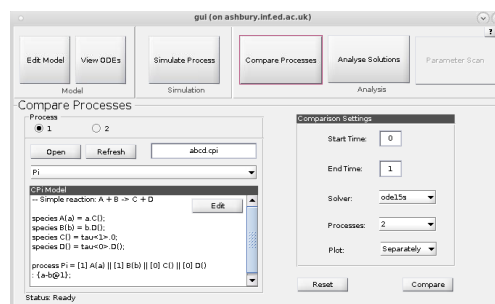 gui (on ashbury.inf.ed.ac.uk)
?
Edit Model
View ODEs
Simulate Process
Compare Processes
Analyse Solutions
Parameter Scan
Model
Simulation
Analysis
Compare Processes
Process
1
2
Open
Refresh
abcd.cpi
Pi
CPi Model
-- Simple reaction: A + B -> C + D
Edit
species A(a) = a.C();
species B(b) = b.D();
species C() = tau<1>.0;
species D() = tau<0>.D();
process Pi = [1] A(a) || [1] B(b) || [0] C() || [0] D()
: {a-b@1};
Status: Ready
Comparison Settings
Start Time:
0
End Time:
1
Solver:
ode15s
Processes:
2
Plot:
Separately
Reset
Compare